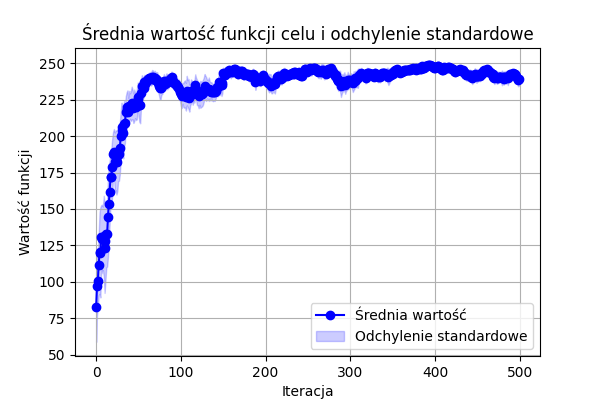 Średnia wartość funkcji celu i odchylenie standardowe
250
225
200
175
150
125
100
75
50
Wartość funkcji
0 100 200 300 400 500
Iteracja
Średnia wartość
Odchylenie standardowe